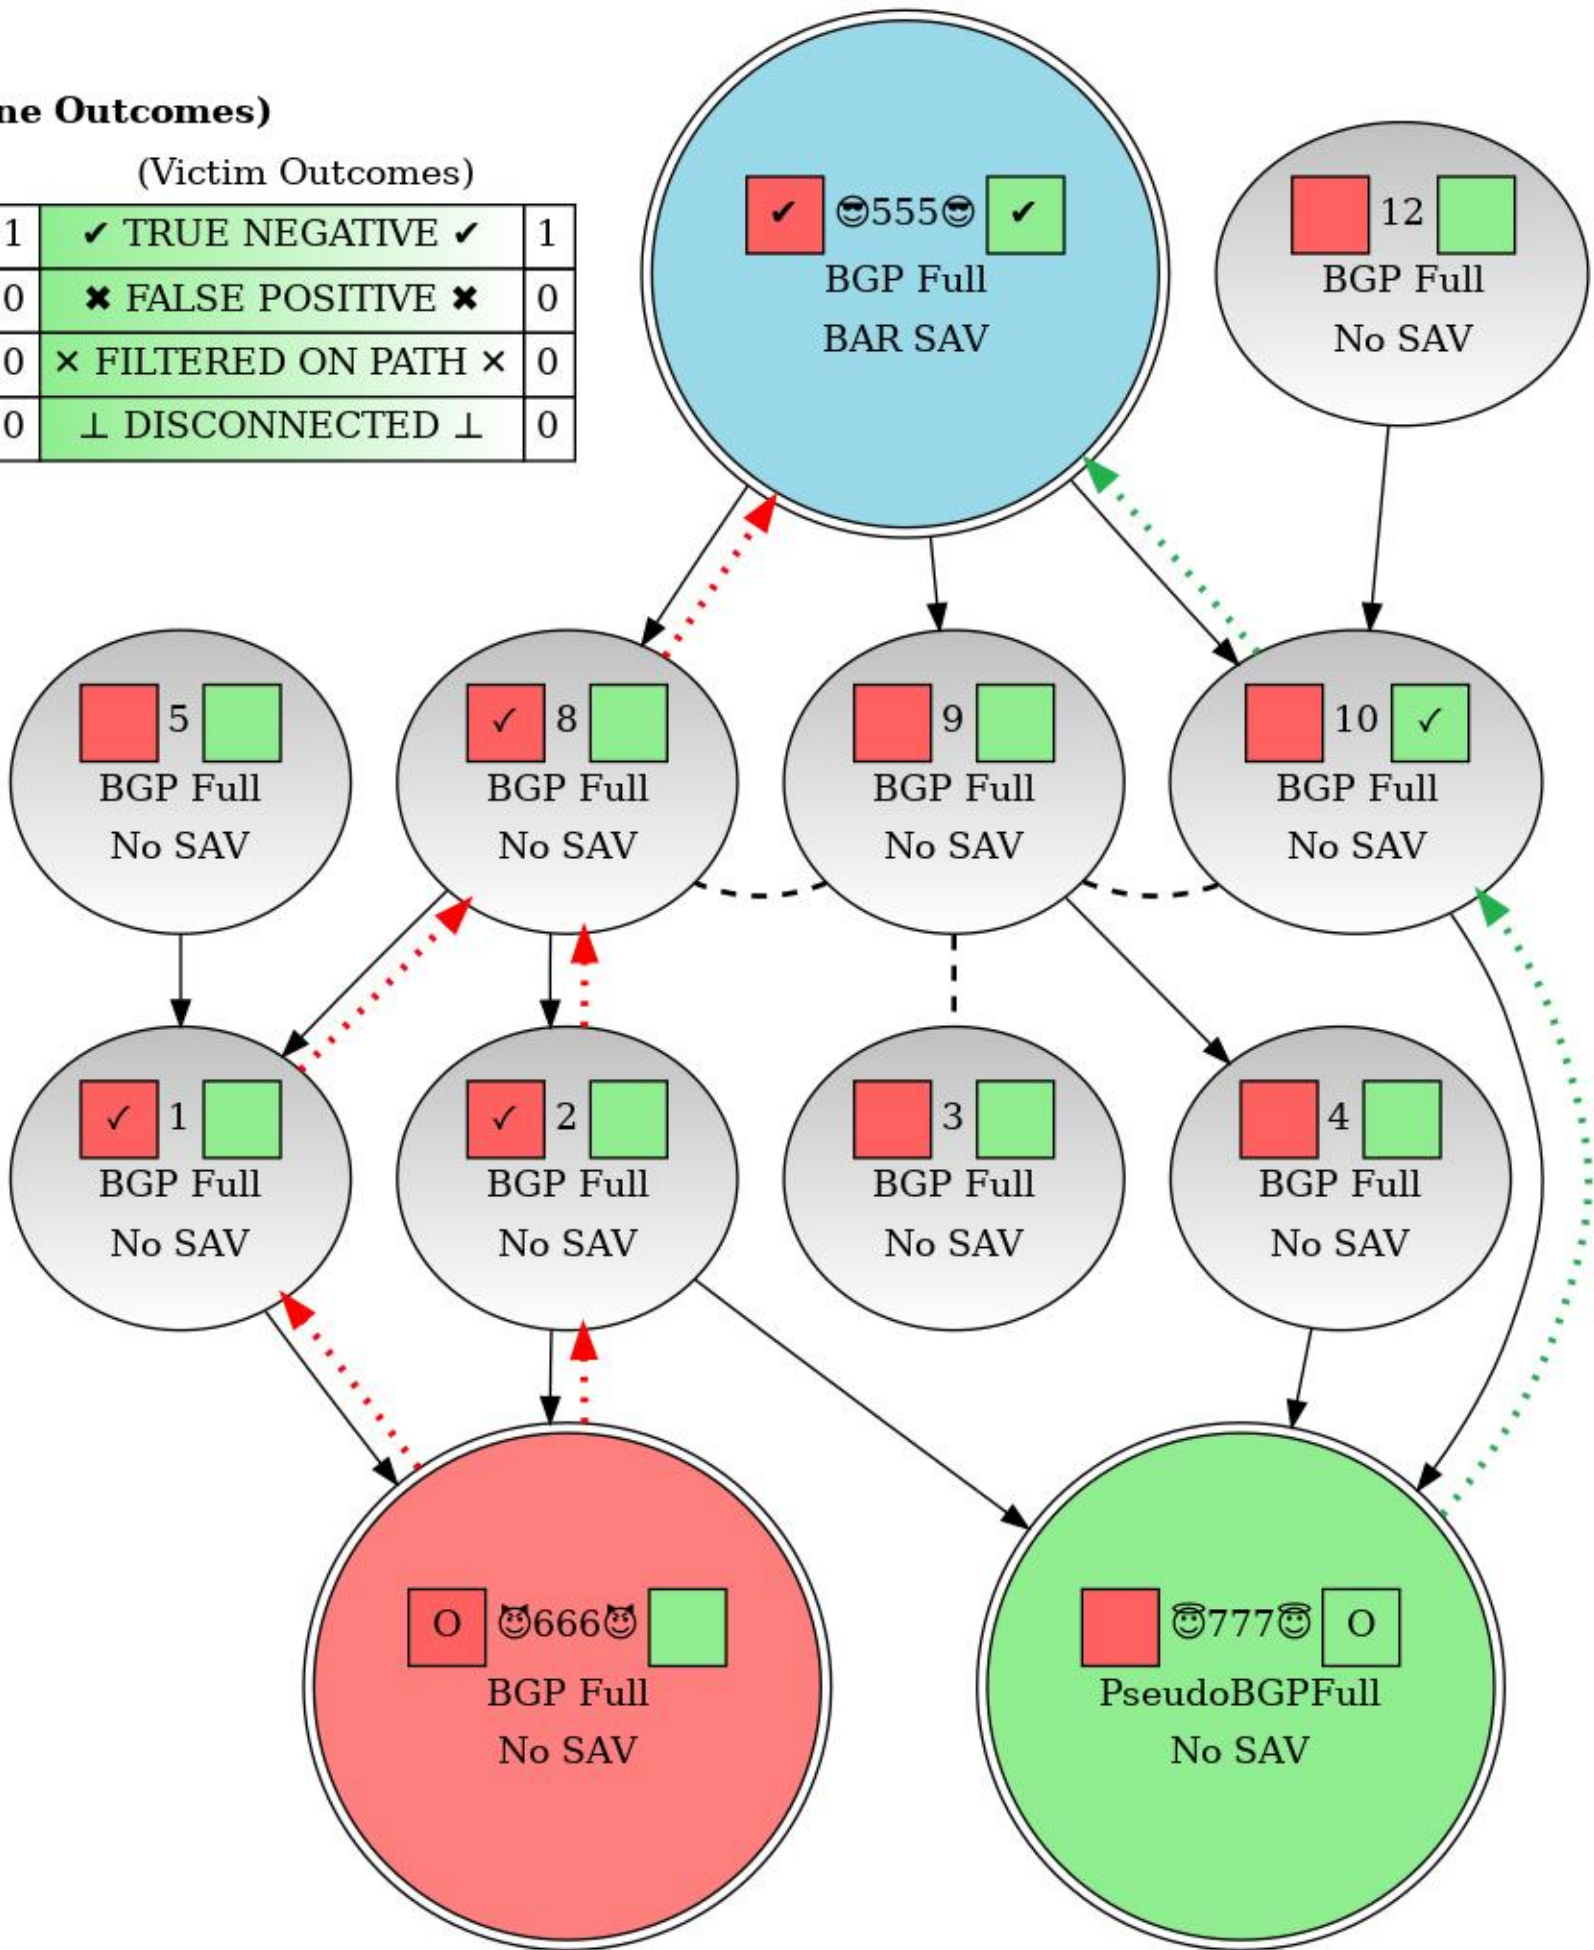 ne Outcomes)
(Victim Outcomes)
1 ✔ TRUE NEGATIVE ✔ 1
0 ✖ FALSE POSITIVE ✖ 0
0 ✕ FILTERED ON PATH ✕ 0
0 ⊥ DISCONNECTED ⊥ 0
✔ 😎555😎 ✔
BGP Full
BAR SAV
12
BGP Full
No SAV
5
BGP Full
No SAV
✓ 8
BGP Full
No SAV
9
BGP Full
No SAV
10 ✓
BGP Full
No SAV
✓ 1
BGP Full
No SAV
✓ 2
BGP Full
No SAV
3
BGP Full
No SAV
4
BGP Full
No SAV
O 😈666😈
BGP Full
No SAV
😇777😇 O
PseudoBGPFull
No SAV